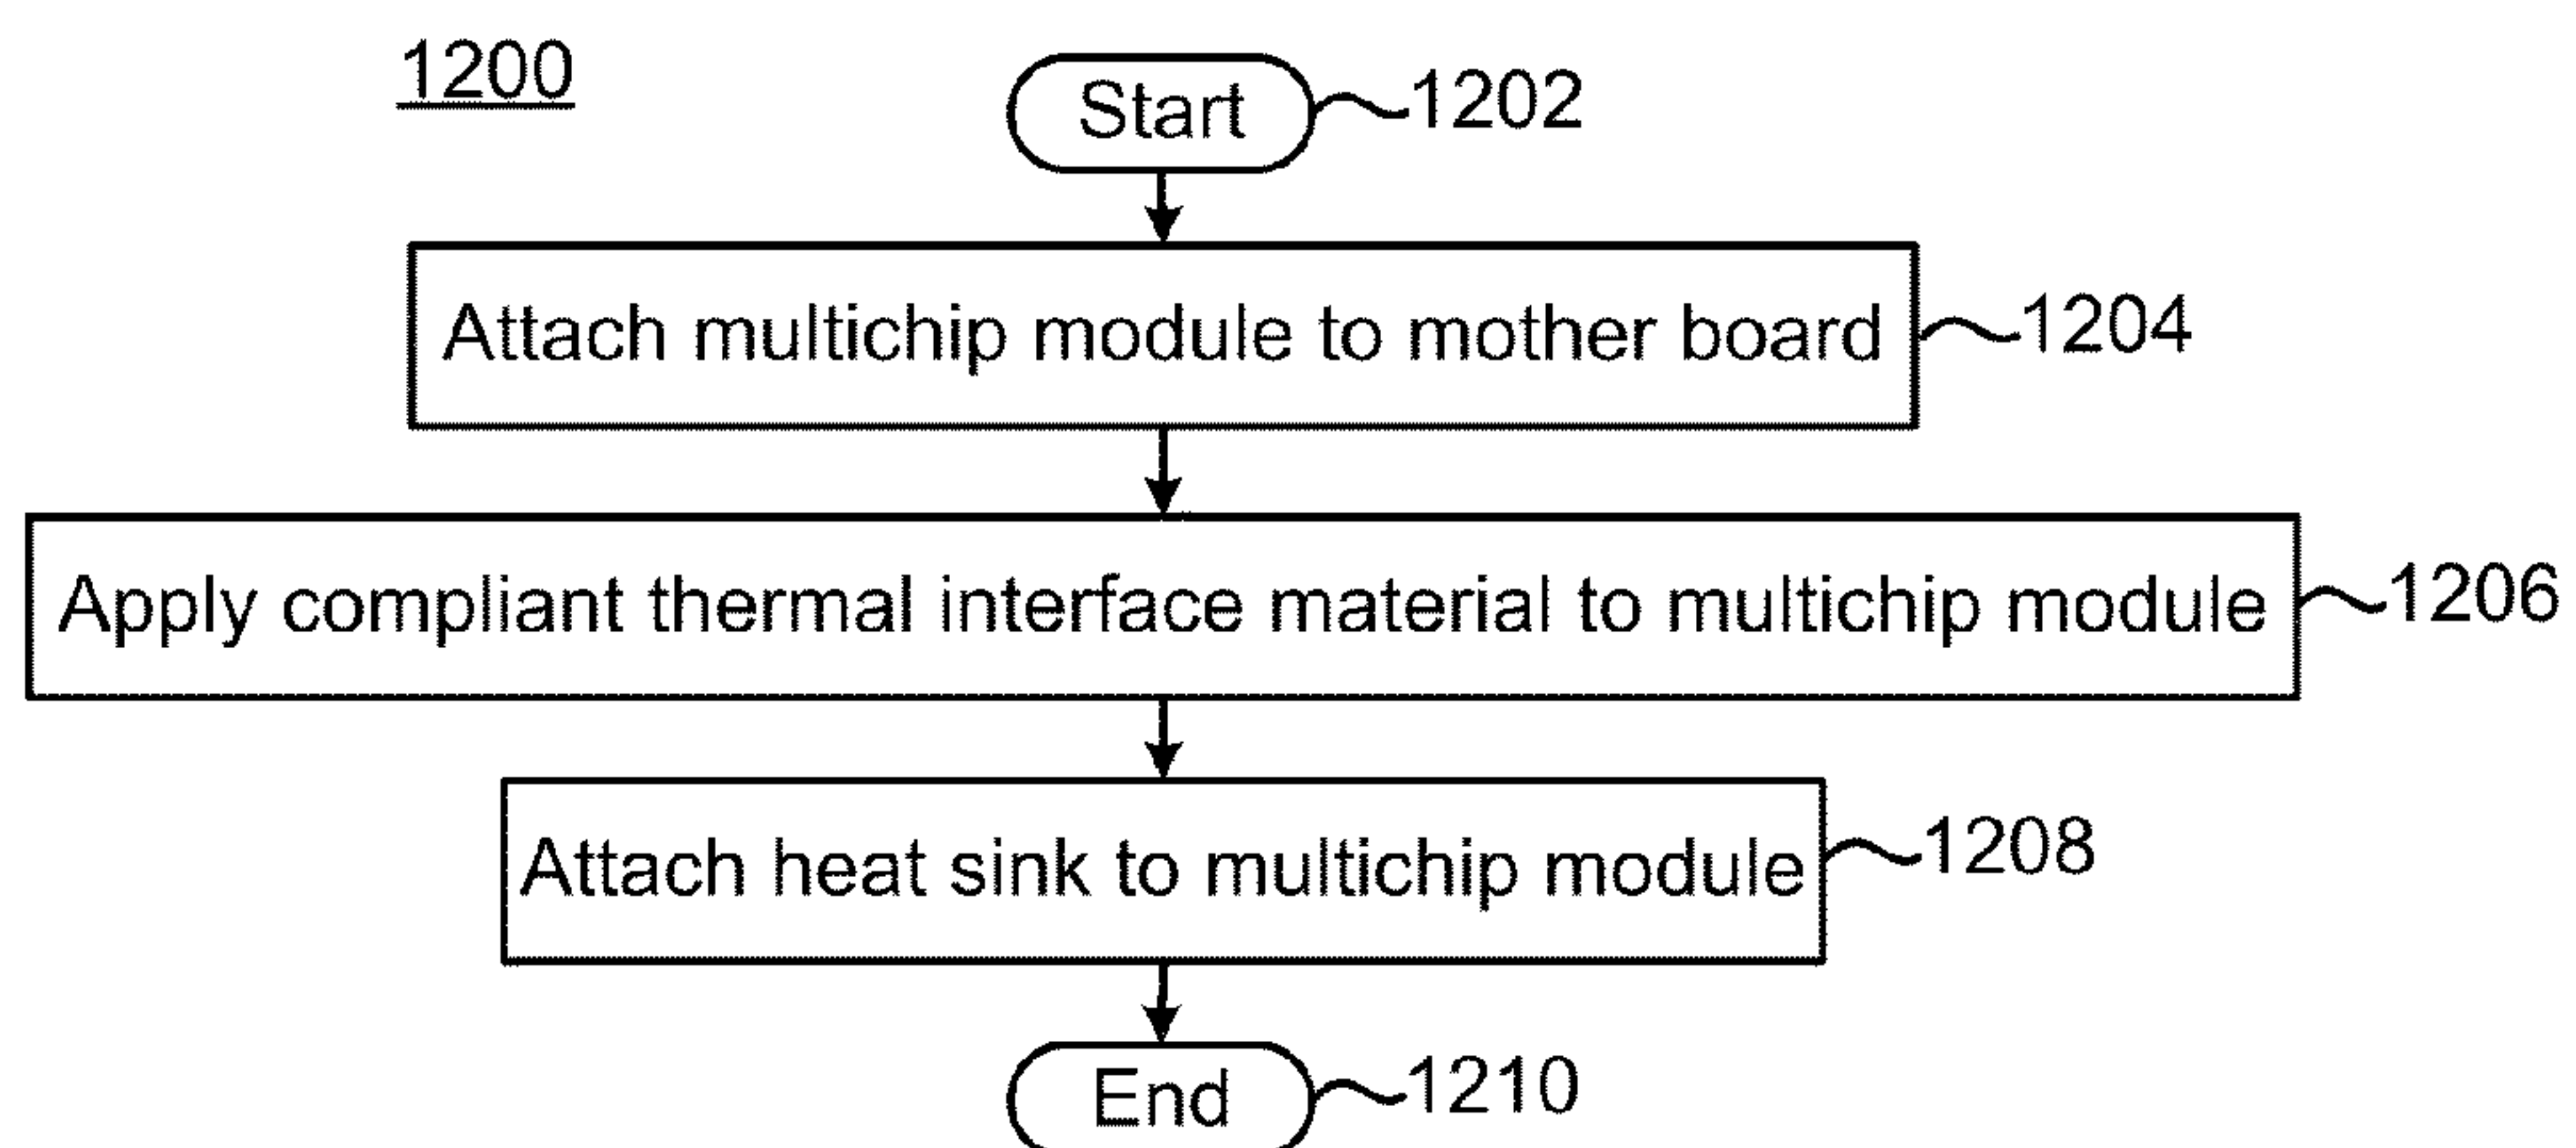 1200
Start 1202
Attach multichip module to mother board 1204
Apply compliant thermal interface material to multichip module 1206
Attach heat sink to multichip module 1208
End 1210